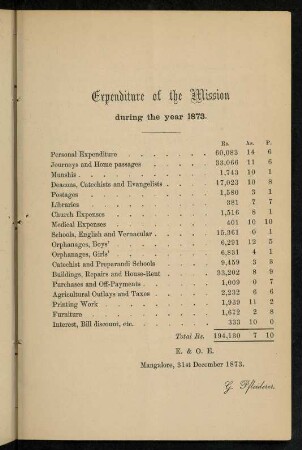 Expenditure of the Mission
during the year 1873.
Rs. As. P.
Personal Expenditure . . . . . . 60,083 14 6
Journeys and Home passages . . . . 33,066 11 6
Munshis . . . . . . . . 1,743 10 1
Deacons, Catechists and Evangelists . . . 17,023 10 8
Postages . . . . . . . . 1,580 3 1
Libraries . . . . . . . . 381 7 7
Church Expenses . . . . . . 1,516 8 1
Medical Expenses . . . . . . 401 0 10
Schools, English and Vernacular . . . . 15,361 0 1
Orphanages, Boys' . . . . . . 6,291 12 5
Orphanages, Girls' . . . . . . 6,831 4 1
Catechist and Preparandi Schools . . . 9,459 3 8
Buildings, Repairs and House-Rent . . . 33,202 8 9
Purchases and Off-Payments . . . . . 1,009 0 7
Agricultural Outlays and Taxes . . . . 2,232 6 6
Printing Work . . . . . . 1,939 11 2
Furniture . . . . . . . 1,672 2 8
Interest, Bill discount, etc. . . . . . 333 10 0
Total Rs. 194,130 7 10
E. & O. E.
Mangalore, 31st December 1873.
G. Pfleiderer.